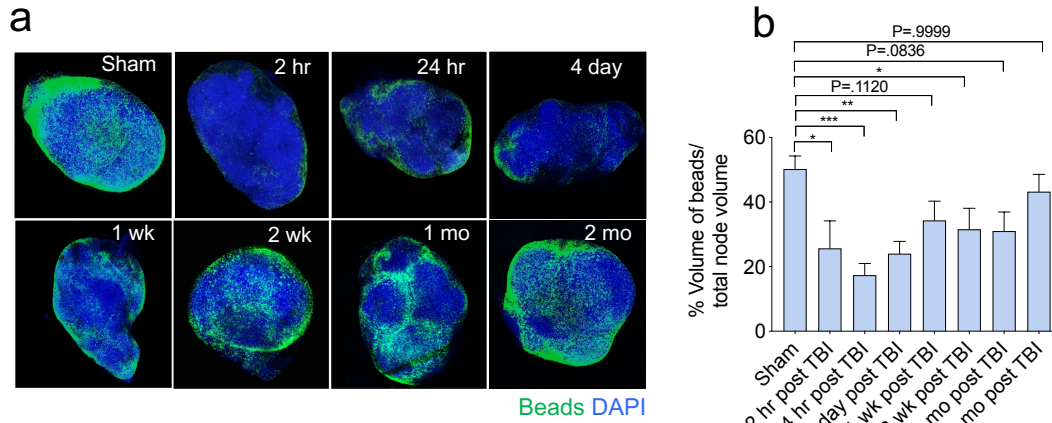 a
Sham
2 hr
24 hr
4 day
1 wk
2 wk
1 mo
2 mo
Beads DAPI
b
P=.9999
P=.0836
*
P=.1120
**
***
*
% Volume of beads/
total node volume
60
40
20
0
Sham
hr post TBI
hr post TBI
day post TBI
wk post TBI
wk post TBI
mo post TBI
mo post TBI